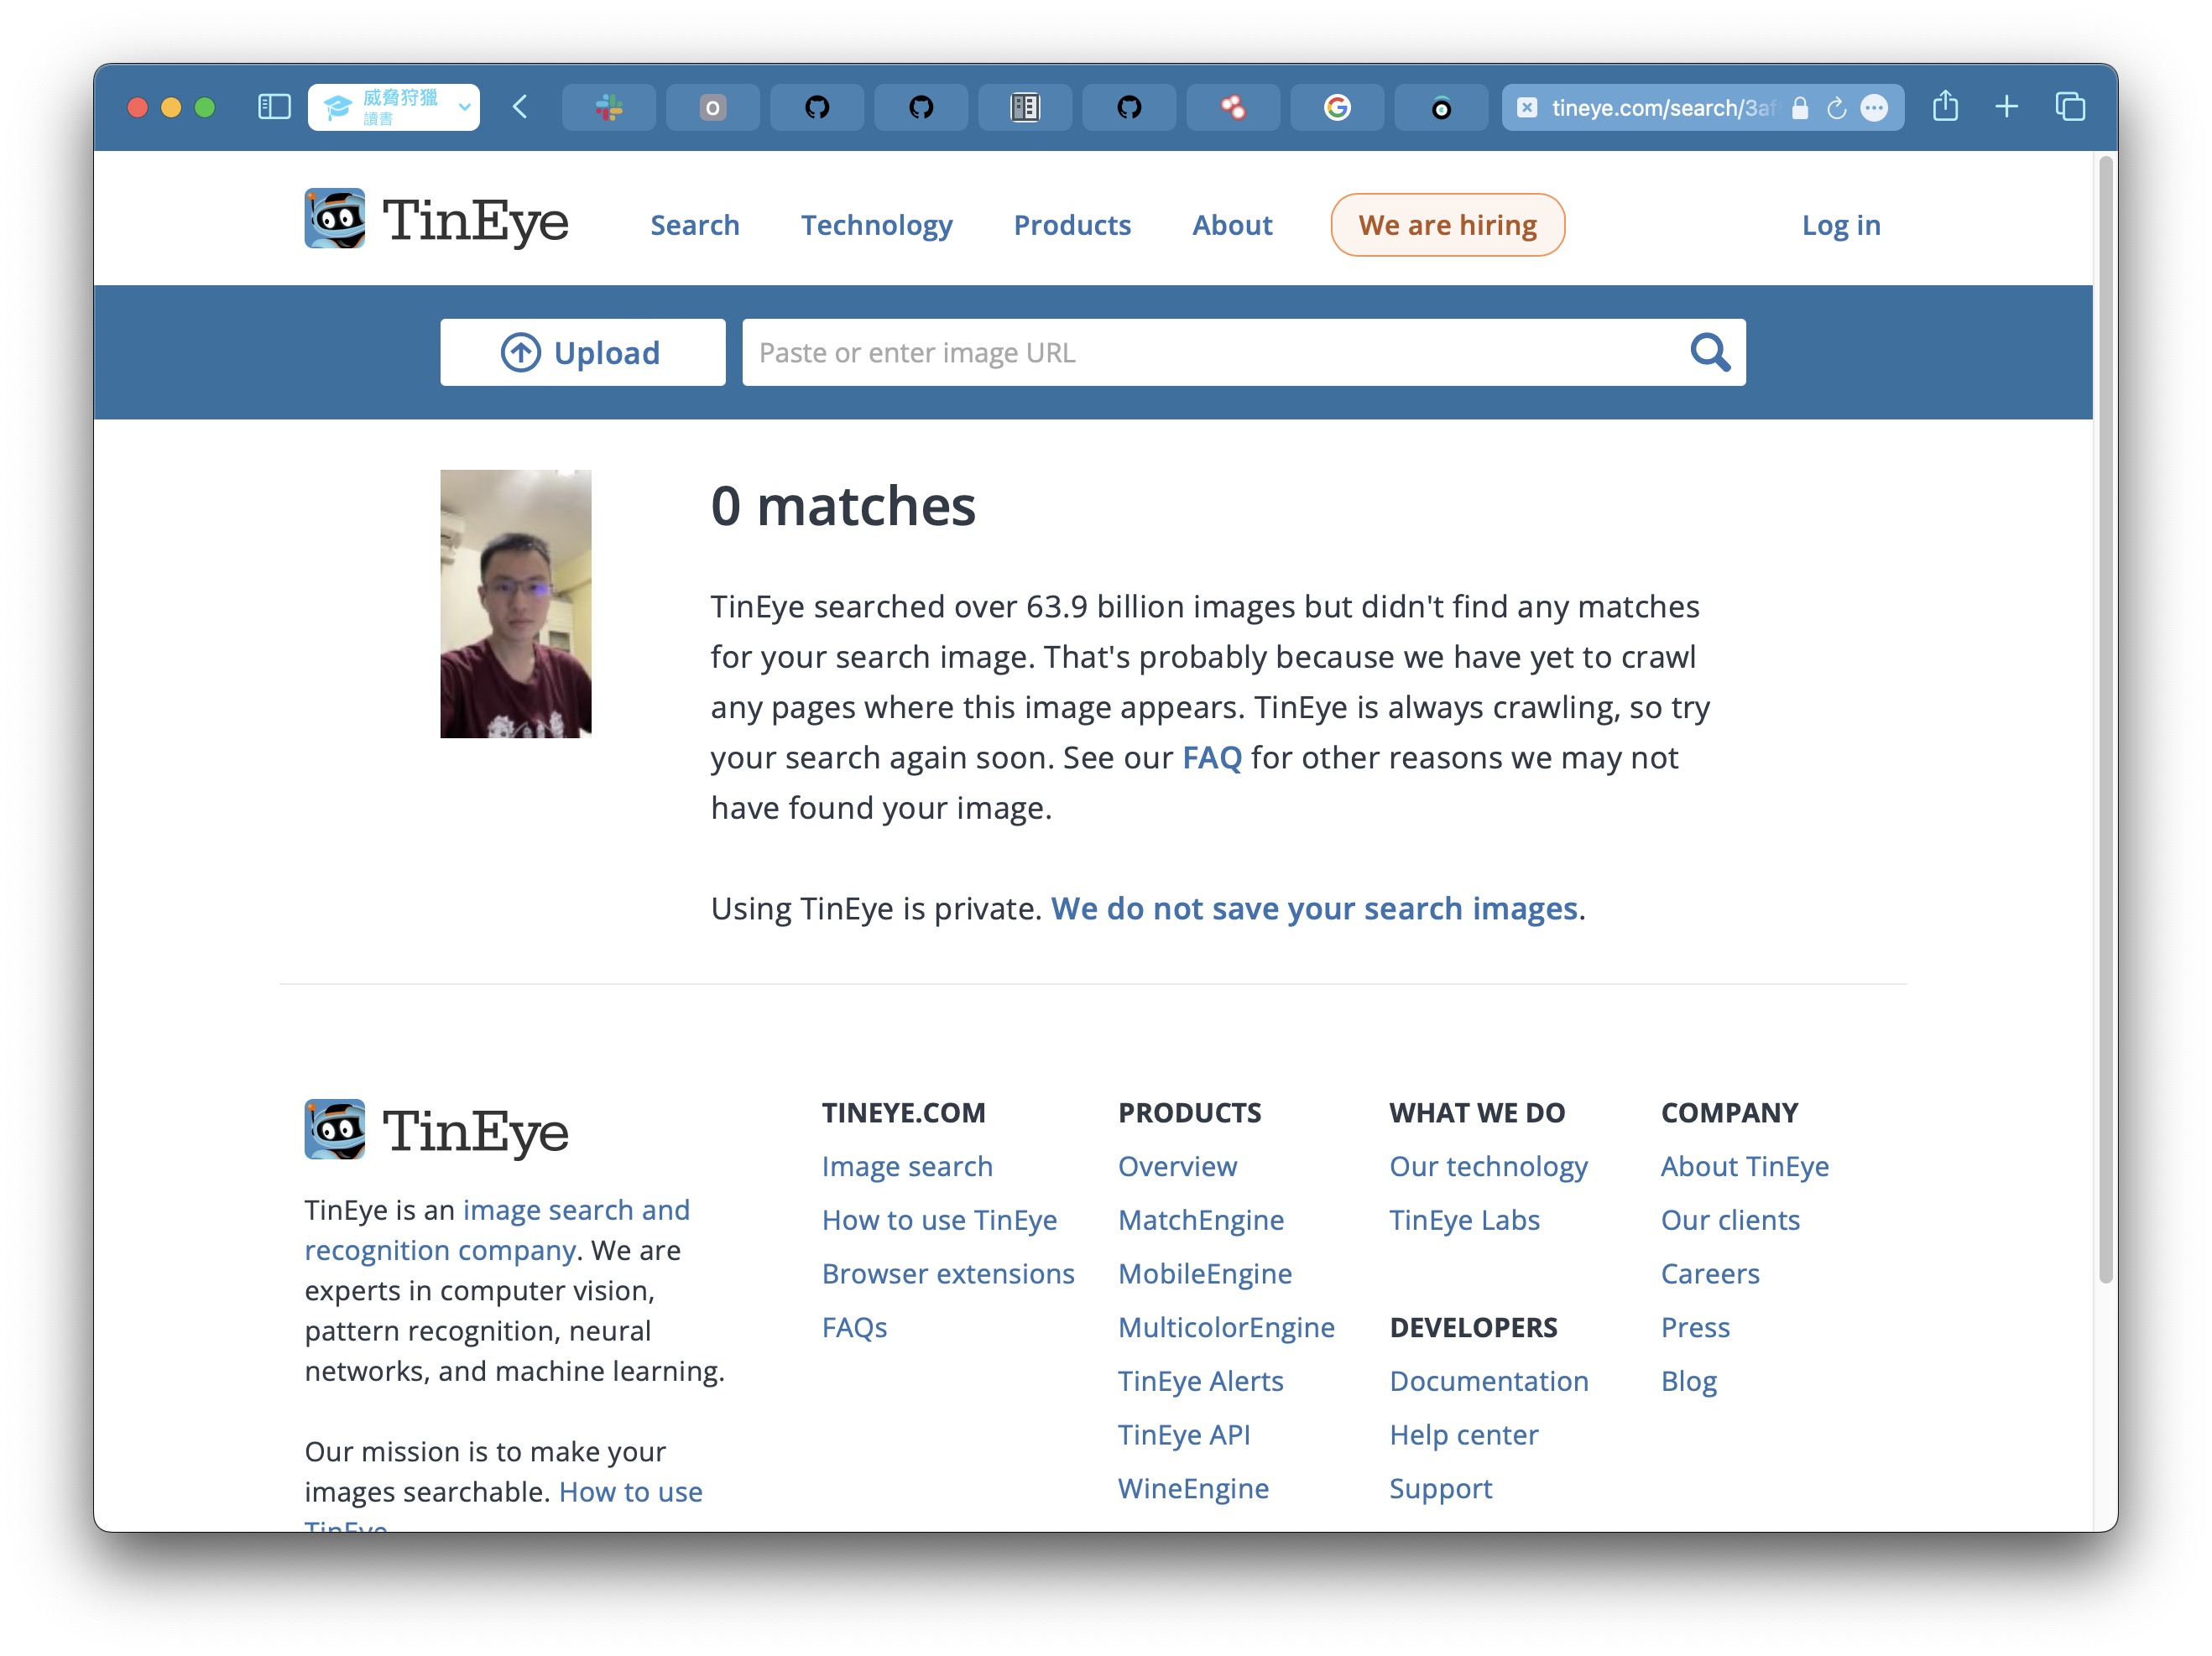 威脅狩獵
讀書
tineye.com/search/3af
TinEye
Search
Technology
Products
About
We are hiring
Log in
Upload
Paste or enter image URL
0 matches
TinEye searched over 63.9 billion images but didn't find any matches
for your search image. That's probably because we have yet to crawl
any pages where this image appears. TinEye is always crawling, so try
your search again soon. See our FAQ for other reasons we may not
have found your image.
Using TinEye is private. We do not save your search images.
TinEye
TinEye is an image search and
recognition company. We are
experts in computer vision,
pattern recognition, neural
networks, and machine learning.
Our mission is to make your
images searchable. How to use
TinEye
TINEYE.COM
Image search
How to use TinEye
Browser extensions
FAQs
PRODUCTS
Overview
MatchEngine
MobileEngine
MulticolorEngine
TinEye Alerts
TinEye API
WineEngine
WHAT WE DO
Our technology
TinEye Labs
DEVELOPERS
Documentation
Help center
Support
COMPANY
About TinEye
Our clients
Careers
Press
Blog